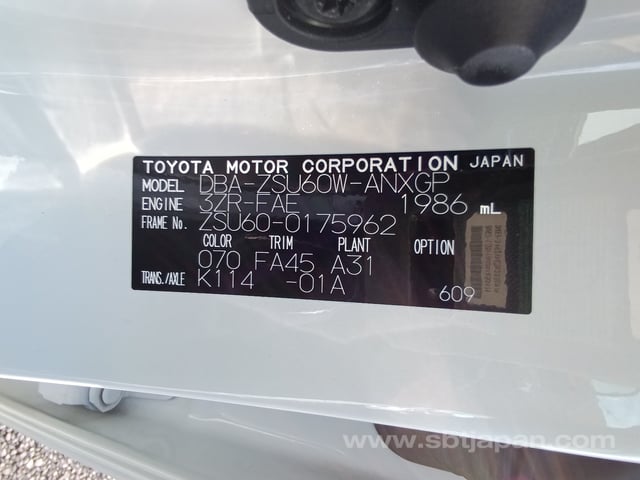 TOYOTA MOTOR CORPORATION JAPAN
MODEL DBA-ZSU60W-ANXGP
ENGINE 3ZR-FAE 1986 mL
FRAME No. ZSU60-0175962
COLOR TRIM PLANT OPTION
070 FA45 A31
TRANS./AXLE K114 -01A
609
www.sbtjapan.com/